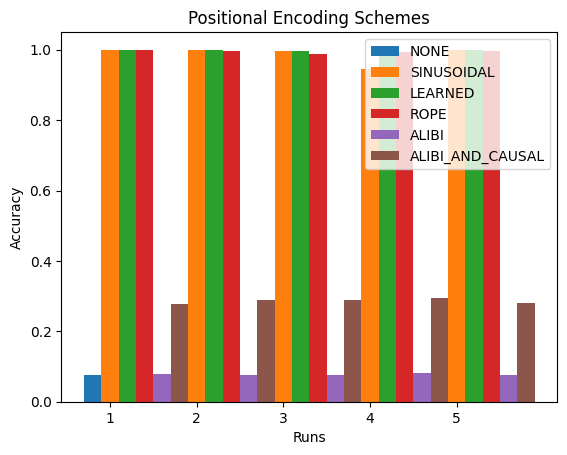 Positional Encoding Schemes
NONE
SINUSOIDAL
LEARNED
ROPE
ALIBI
ALIBI_AND_CAUSAL
1.0
0.8
0.6
0.4
0.2
0.0
Accuracy
1 2 3 4 5
Runs